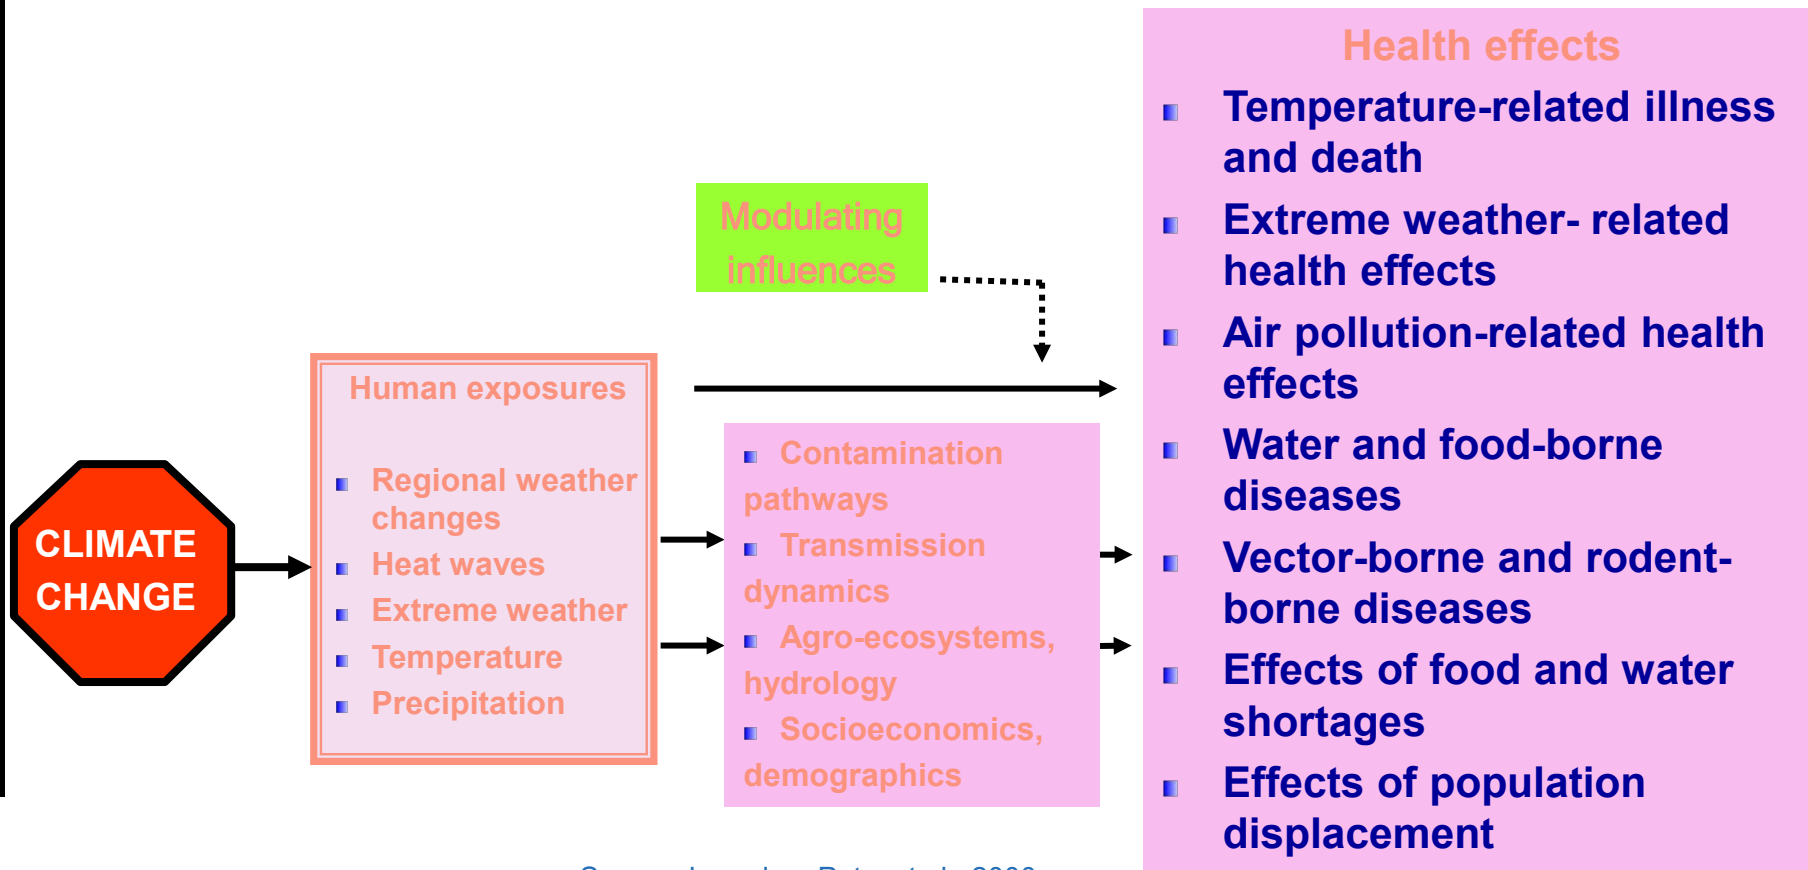 CLIMATE
CHANGE
Human exposures
Regional weather
changes
Heat waves
Extreme weather
Temperature
Precipitation
Modulating
influences
Contamination
pathways
Transmission
dynamics
Agro-ecosystems,
hydrology
Socioeconomics,
demographics
Health effects
Temperature-related illness
and death
Extreme weather- related
health effects
Air pollution-related health
effects
Water and food-borne
diseases
Vector-borne and rodent-
borne diseases
Effects of food and water
shortages
Effects of population
displacement